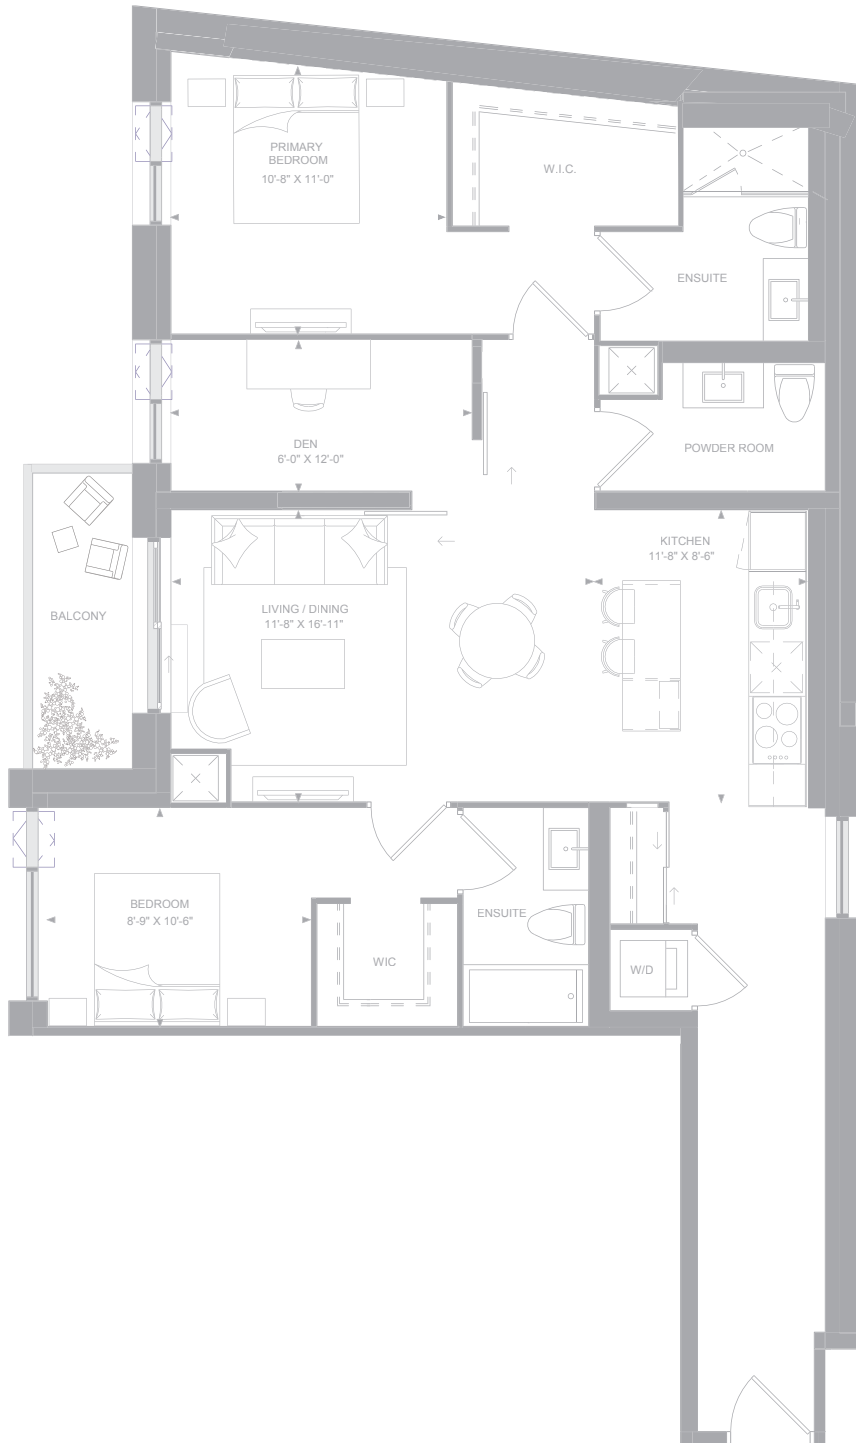 PRIMARY
BEDROOM
10'-8" X 11'-0"
W.I.C.
ENSUITE
DEN
6'-0" X 12'-0"
POWDER ROOM
KITCHEN
11'-8" X 8'-6"
BALCONY
LIVING / DINING
11'-8" X 16'-11"
BEDROOM
8'-9" X 10'-6"
ENSUITE
WIC
W/D